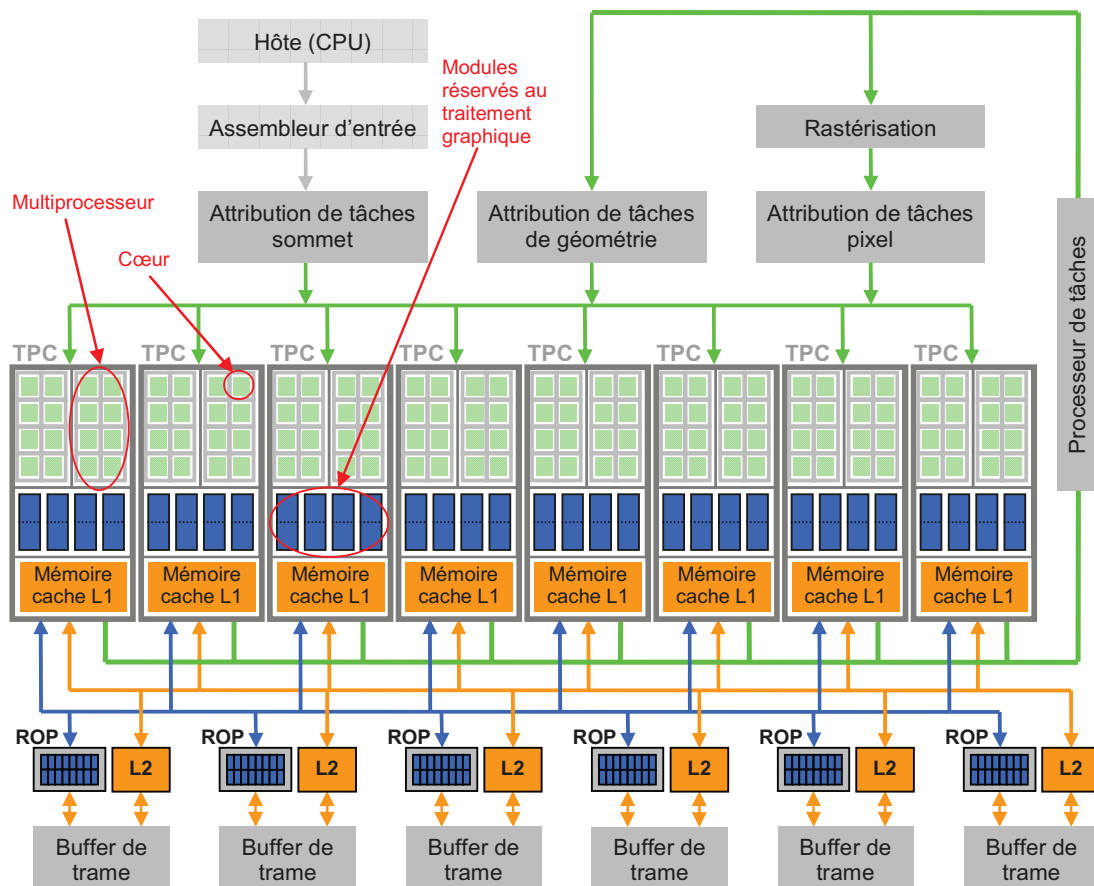 Hôte (CPU)
Modules
réservés au
traitement
graphique
Assembleur d'entrée
Rastérisation
Multiprocesseur
Attribution de tâches
sommet
Attribution de tâches
de géométrie
Attribution de tâches
pixel
Cœur
Processeur de tâches
TPC
TPC
TPC
TPC
TPC
TPC
TPC
TPC
Mémoire
cache L1
Mémoire
cache L1
Mémoire
cache L1
Mémoire
cache L1
Mémoire
cache L1
Mémoire
cache L1
Mémoire
cache L1
Mémoire
cache L1
ROP
L2
ROP
L2
ROP
L2
ROP
L2
ROP
L2
ROP
L2
Buffer de
trame
Buffer de
trame
Buffer de
trame
Buffer de
trame
Buffer de
trame
Buffer de
trame